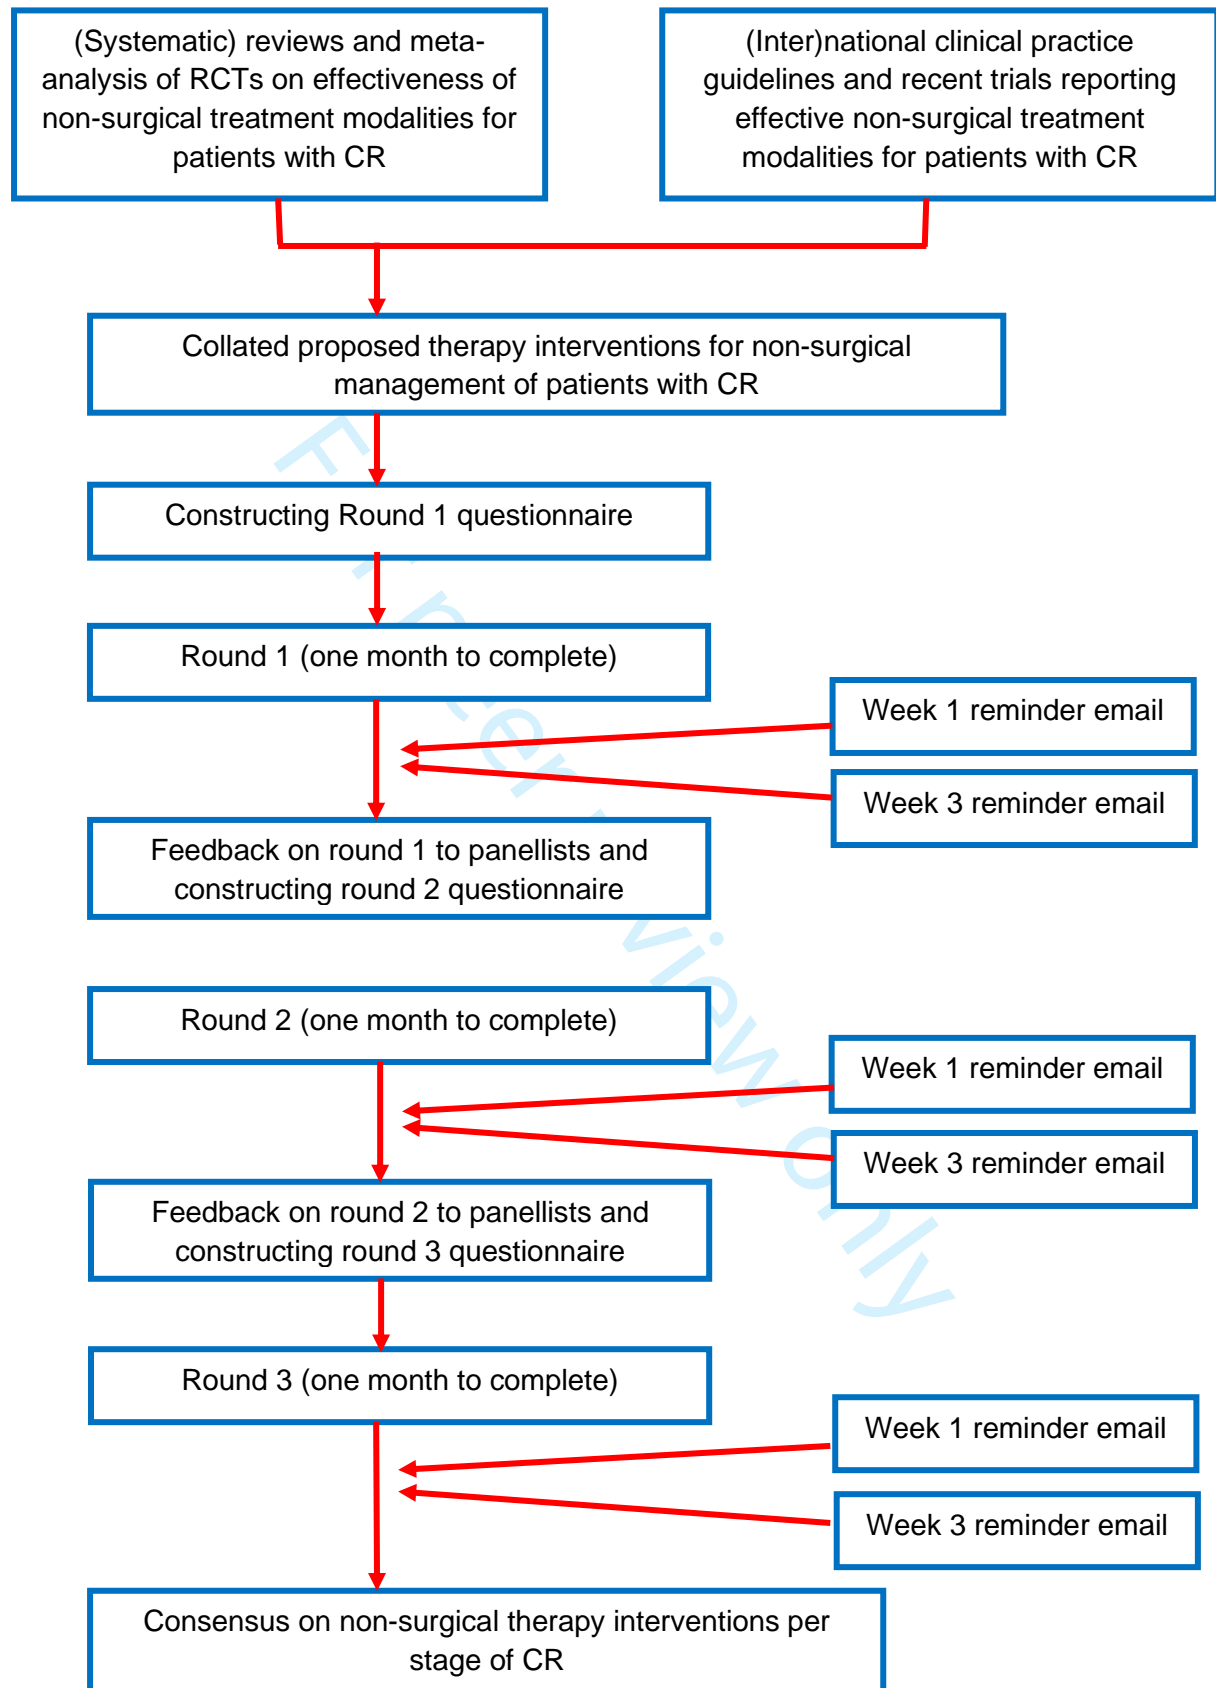 (Systematic) reviews and meta-
analysis of RCTs on effectiveness of
non-surgical treatment modalities for
patients with CR
(Inter)national clinical practice
guidelines and recent trials reporting
effective non-surgical treatment
modalities for patients with CR
Collated proposed therapy interventions for non-surgical
management of patients with CR
Constructing Round 1 questionnaire
Round 1 (one month to complete)
Week 1 reminder email
Week 3 reminder email
Feedback on round 1 to panellists and
constructing round 2 questionnaire
Round 2 (one month to complete)
Week 1 reminder email
Week 3 reminder email
Feedback on round 2 to panellists and
constructing round 3 questionnaire
Round 3 (one month to complete)
Week 1 reminder email
Week 3 reminder email
Consensus on non-surgical therapy interventions per
stage of CR